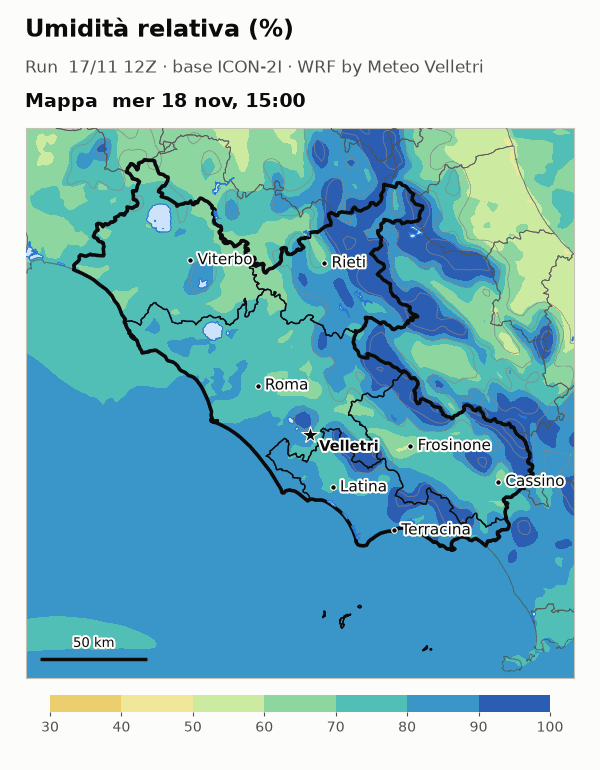 Umidità relativa (%)
Run  17/11 12Z · base ICON-2I · WRF by Meteo Velletri
Mappa  mer 18 nov, 15:00
Viterbo
Rieti
Roma
Velletri
Frosinone
Cassino
Latina
Terracina
50 km
30 40 50 60 70 80 90 100